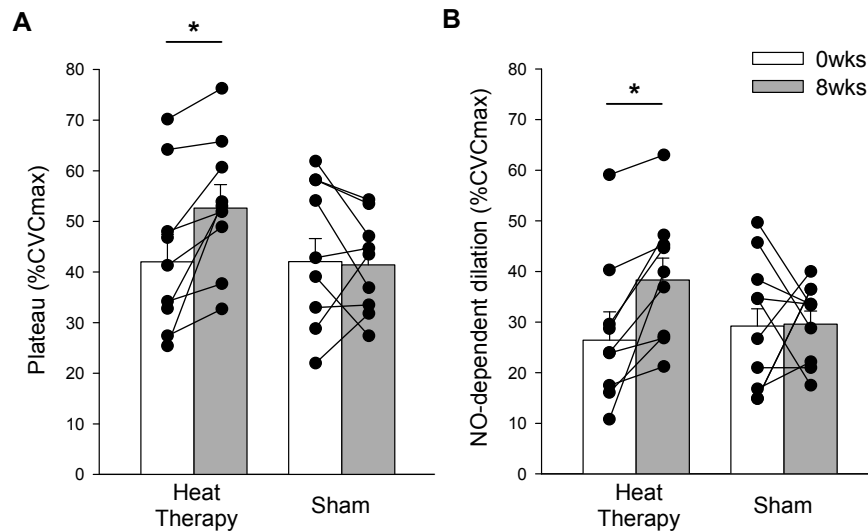 A
*
Plateau (%CVCmax)
80
70
60
50
40
30
20
10
0
Heat
Therapy
Sham
B
0wks
8wks
*
NO-dependent dilation (%CVCmax)
80
70
60
50
40
30
20
10
0
Heat
Therapy
Sham